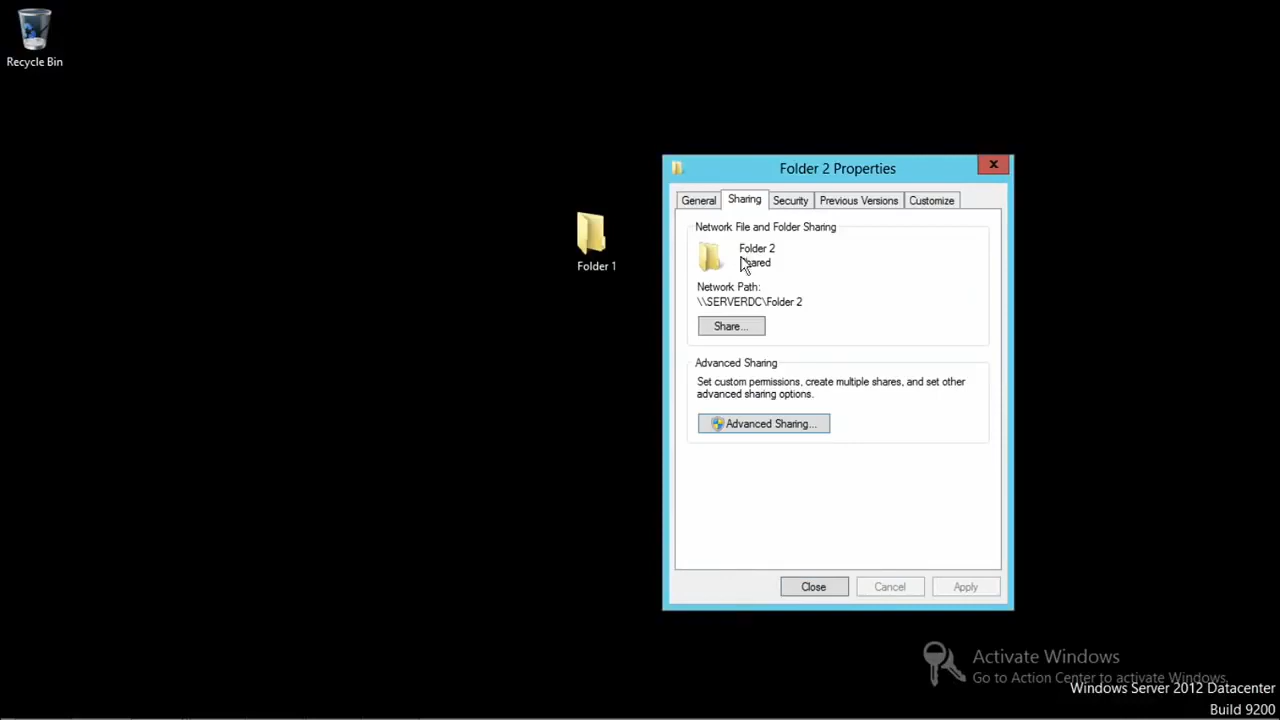 Recycle Bin
Folder 1
Folder 2 Properties
x
General
Sharing
Security
Previous Versions
Customize
Network File and Folder Sharing
Folder 2
Network Path:
\\SERVERDC\Folder 2
Share...
Advanced Sharing
Set custom permissions, create multiple shares, and set other
advanced sharing options.
Advanced Sharing...
Close
Cancel
Apply
Activate Windows
Go to Action Center to activate Windows.
Windows Server 2012 Datacenter
Build 9200